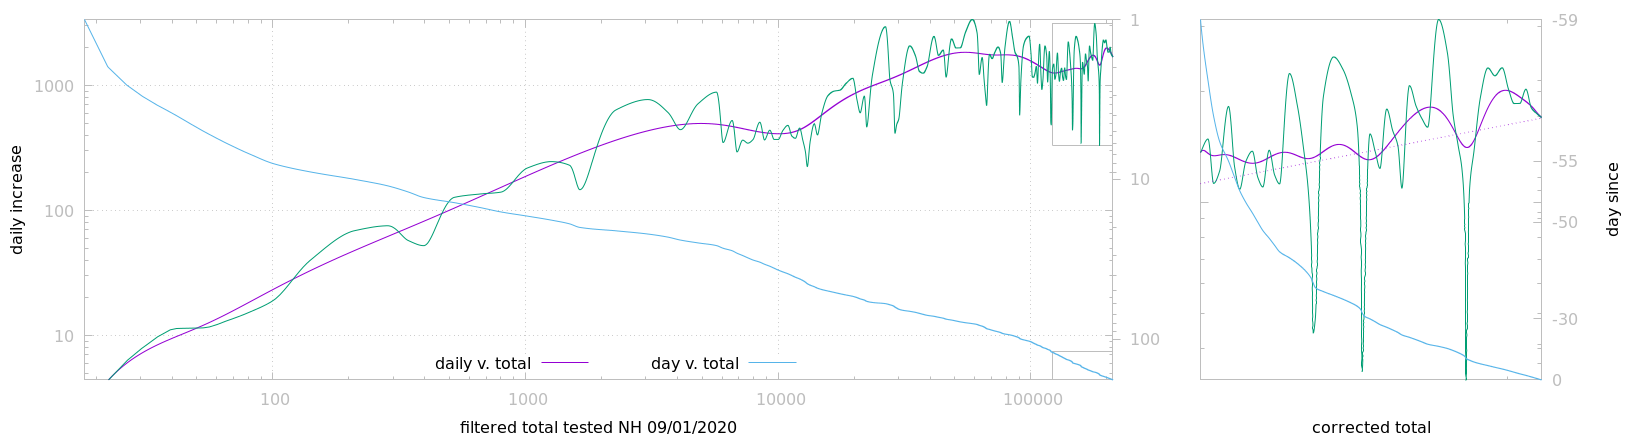 daily increase
1000
100
10
100
1000
10000
100000
1
10
100
daily v. total
day v. total
filtered total tested NH 09/01/2020
-59
-55
-50
-30
0
day since
corrected total